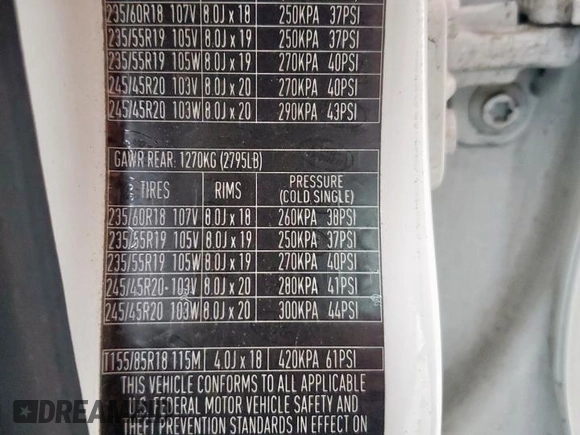 235/60R18 107V 8.0J x 18 250KPA 37PSI
235/55R19 105V 8.0J x 19 250KPA 37PSI
235/55R19 105W 8.0J x 19 270KPA 40PSI
245/45R20 103V 8.0J x 20 270KPA 40PSI
245/45R20 103W 8.0J x 20 290KPA 43PSI
GAWR REAR: 1270KG (2795LB)
TIRES RIMS PRESSURE
(COLD SINGLE)
235/60R18 107V 8.0J x 18 260KPA 38PSI
235/55R19 105V 8.0J x 19 250KPA 37PSI
235/55R19 105W 8.0J x 19 270KPA 40PSI
245/45R20 103V 8.0J x 20 280KPA 41PSI
245/45R20 103W 8.0J x 20 300KPA 44PSI
T155/85R18 115M 4.0J x 18 420KPA 61PSI
THIS VEHICLE CONFORMS TO ALL APPLICABLE
FEDERAL MOTOR VEHICLE SAFETY AND
THEFT PREVENTION STANDARDS IN EFFECT ON